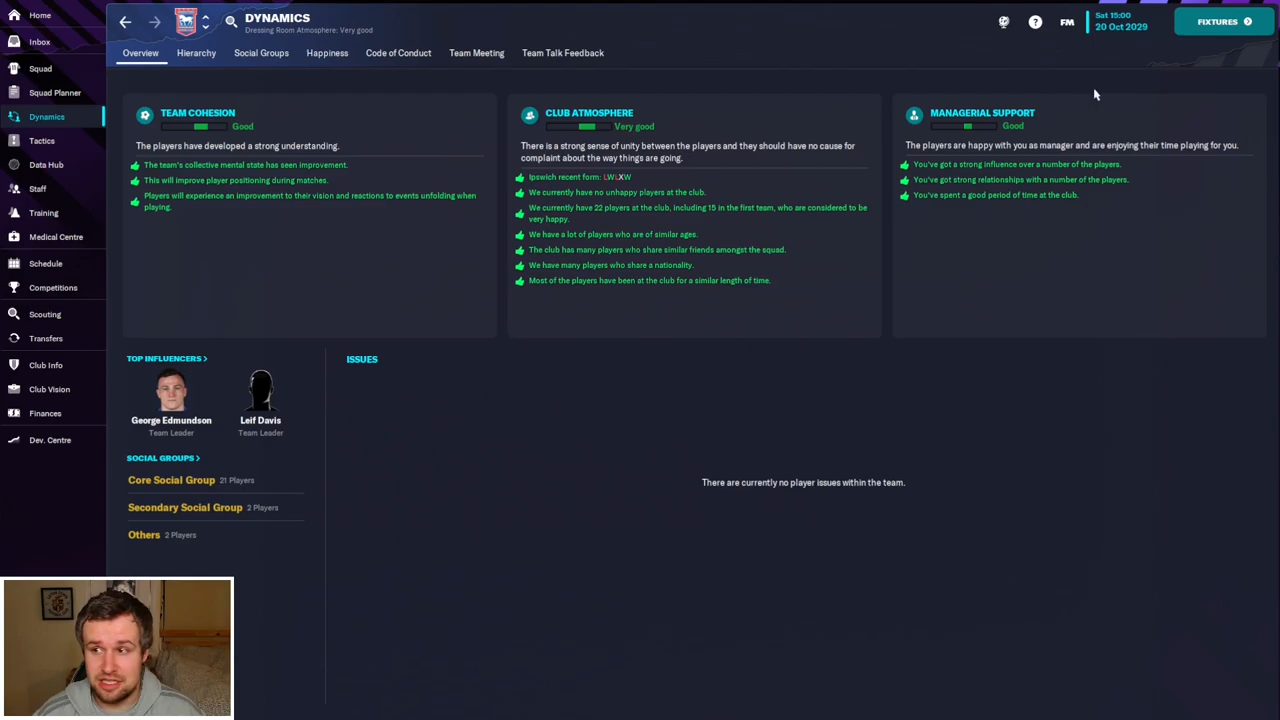 Home
Inbox
Squad
Squad Planner
Dynamics
Tactics
Data Hub
Staff
Training
Medical Centre
Schedule
Competitions
Scouting
Transfers
Club Info
Club Vision
Finances
Dev. Centre
DYNAMICS
Dressing Room Atmosphere: Very good
FM
Sat 15:00
20 Oct 2029
FIXTURES
Overview
Hierarchy
Social Groups
Happiness
Code of Conduct
Team Meeting
Team Talk Feedback
TEAM COHESION
Good
The players have developed a strong understanding.
The team's collective mental state has seen improvement.
This will improve player positioning during matches.
Players will experience an improvement to their vision and reactions to events unfolding when
playing.
CLUB ATMOSPHERE
Very good
There is a strong sense of unity between the players and they should have no cause for
complaint about the way things are going.
Ipswich recent form: LWLXW
We currently have no unhappy players at the club.
We currently have 22 players at the club, including 15 in the first team, who are considered to be
very happy.
We have a lot of players who are of similar ages.
The club has many players who share similar friends amongst the squad.
We have many players who share a nationality.
Most of the players have been at the club for a similar length of time.
MANAGERIAL SUPPORT
Good
The players are happy with you as manager and are enjoying their time playing for you.
You've got a strong influence over a number of the players.
You've got strong relationships with a number of the players.
You've spent a good period of time at the club.
TOP INFLUENCERS >
George Edmundson
Team Leader
Leif Davis
Team Leader
SOCIAL GROUPS >
Core Social Group 21 Players
Secondary Social Group 2 Players
Others 2 Players
ISSUES
There are currently no player issues within the team.